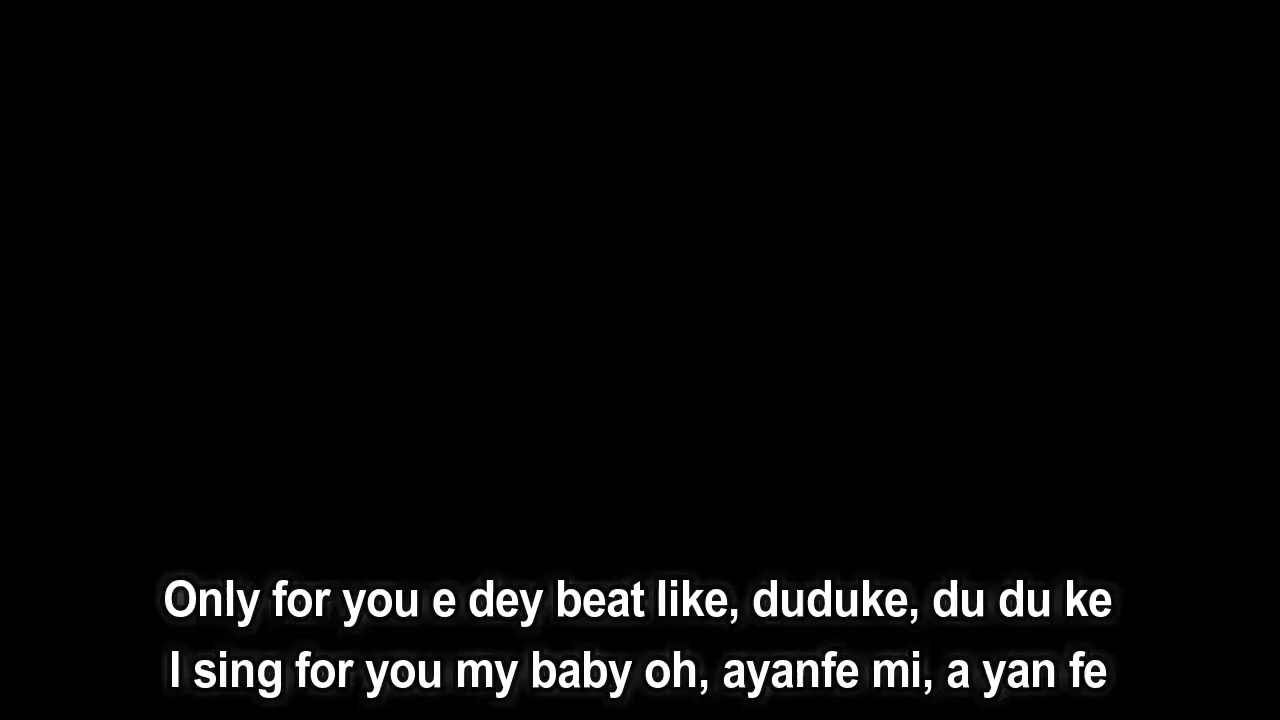 Only for you e dey beat like, duduke, du du ke
I sing for you my baby oh, ayanfe mi, a yan fe